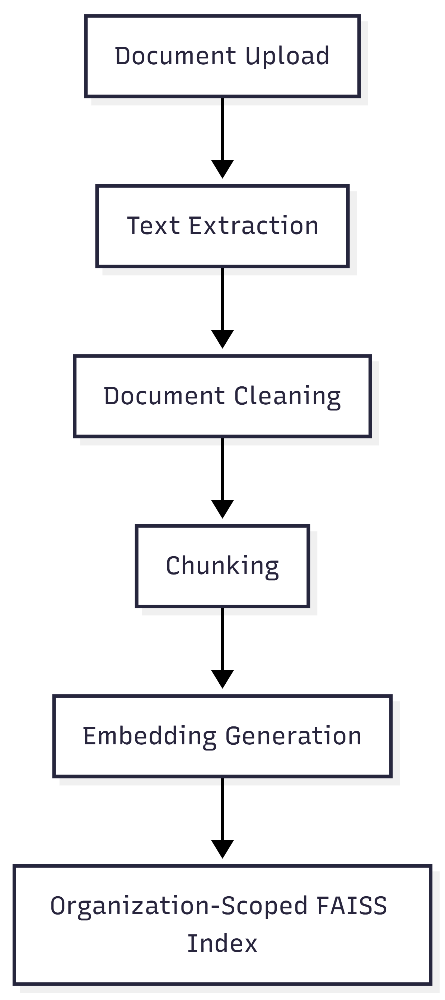 Document Upload
Text Extraction
Document Cleaning
Chunking
Embedding Generation
Organization-Scoped FAISS
Index